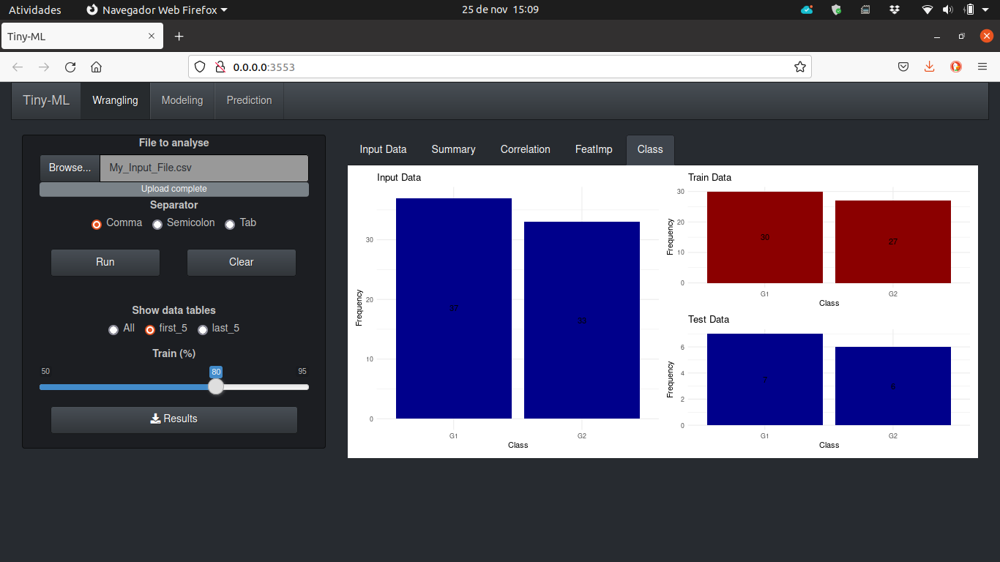 Atividades Navegador Web Firefox 25 de nov 15:09
Tiny-ML
0.0.0.0:3553
Tiny-ML Wrangling Modeling Prediction
File to analyse
Browse... My_Input_File.csv
Upload complete
Separator
Comma Semicolon Tab
Run Clear
Show data tables
All first_5 last_5
Train (%)
50 80 95
Results
Input Data Summary Correlation FeatImp Class
Input Data
Frequency
30
20
10
0
37
33
G1 G2
Class
Train Data
Frequency
30
20
10
0
30
27
G1 G2
Class
Test Data
Frequency
6
4
2
0
7
6
G1 G2
Class